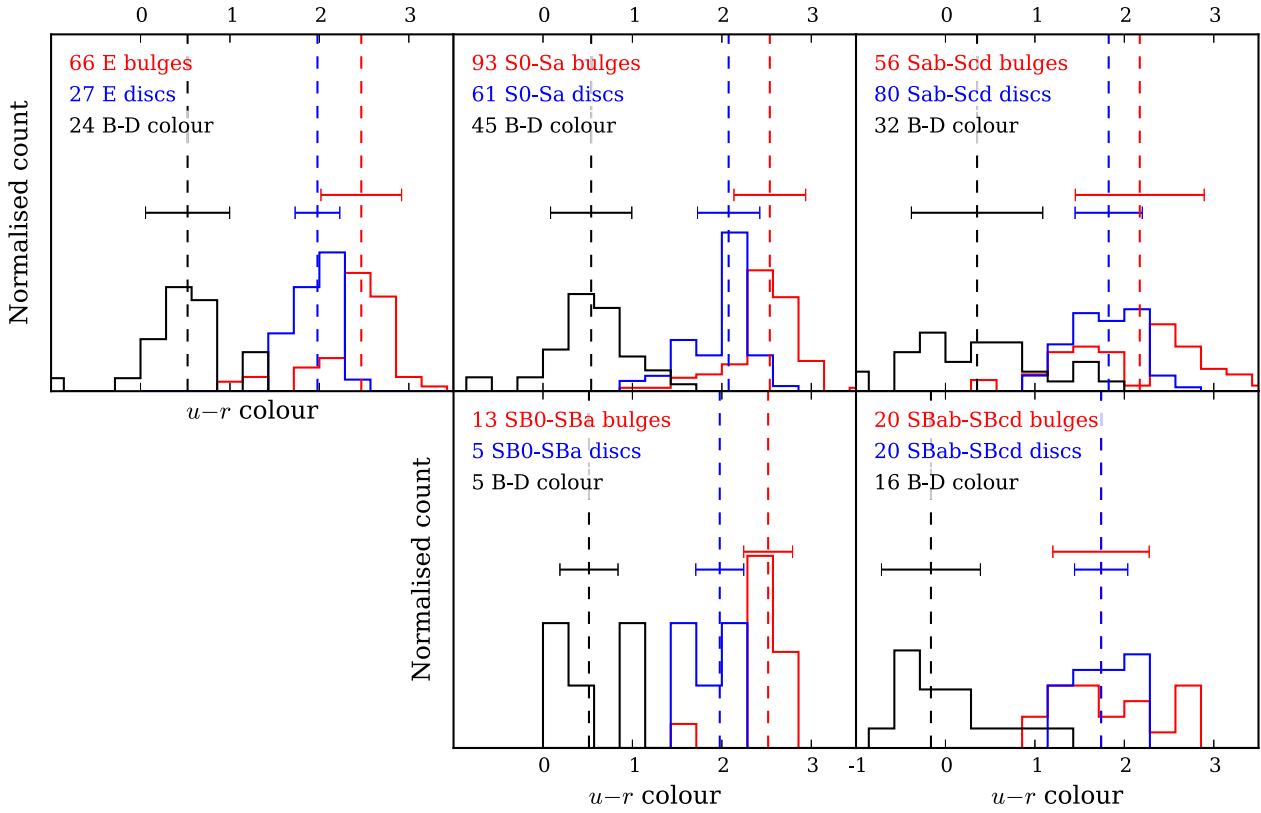 0 1 2 3 0 1 2 3 0 1 2 3
66 E bulges
27 E discs
24 B-D colour
93 S0-Sa bulges
61 S0-Sa discs
45 B-D colour
56 Sab-Scd bulges
80 Sab-Scd discs
32 B-D colour
Normalised count
u−r colour
13 SB0-SBa bulges
5 SB0-SBa discs
5 B-D colour
20 SBab-SBcd bulges
20 SBab-SBcd discs
16 B-D colour
Normalised count
0 1 2 3 -1 0 1 2 3
u−r colour
u−r colour